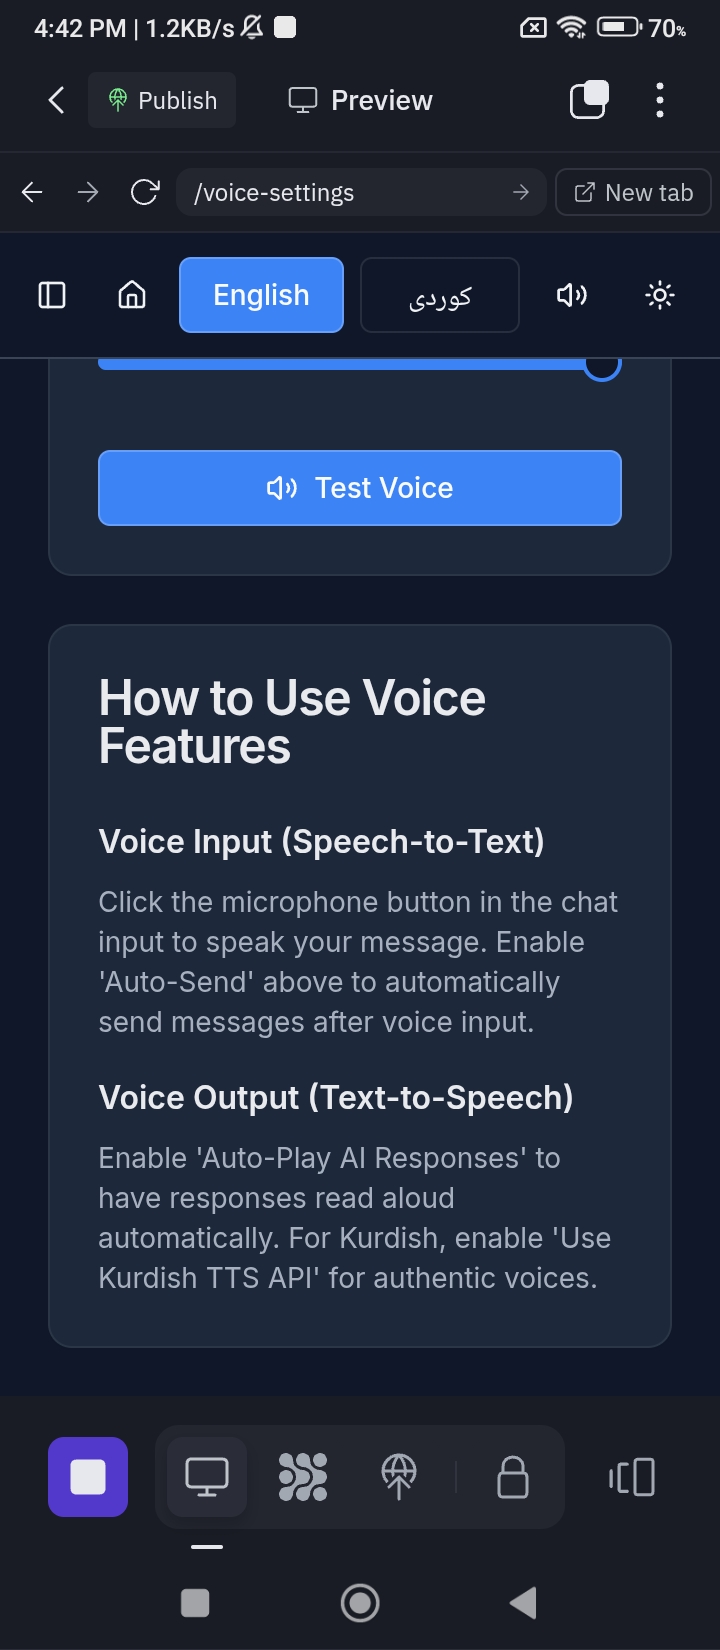 4:42 PM | 1.2KB/s 70%
Publish Preview
/voice-settings New tab
English کوردی
Test Voice
How to Use Voice
Features
Voice Input (Speech-to-Text)
Click the microphone button in the chat
input to speak your message. Enable
'Auto-Send' above to automatically
send messages after voice input.
Voice Output (Text-to-Speech)
Enable 'Auto-Play AI Responses' to
have responses read aloud
automatically. For Kurdish, enable 'Use
Kurdish TTS API' for authentic voices.